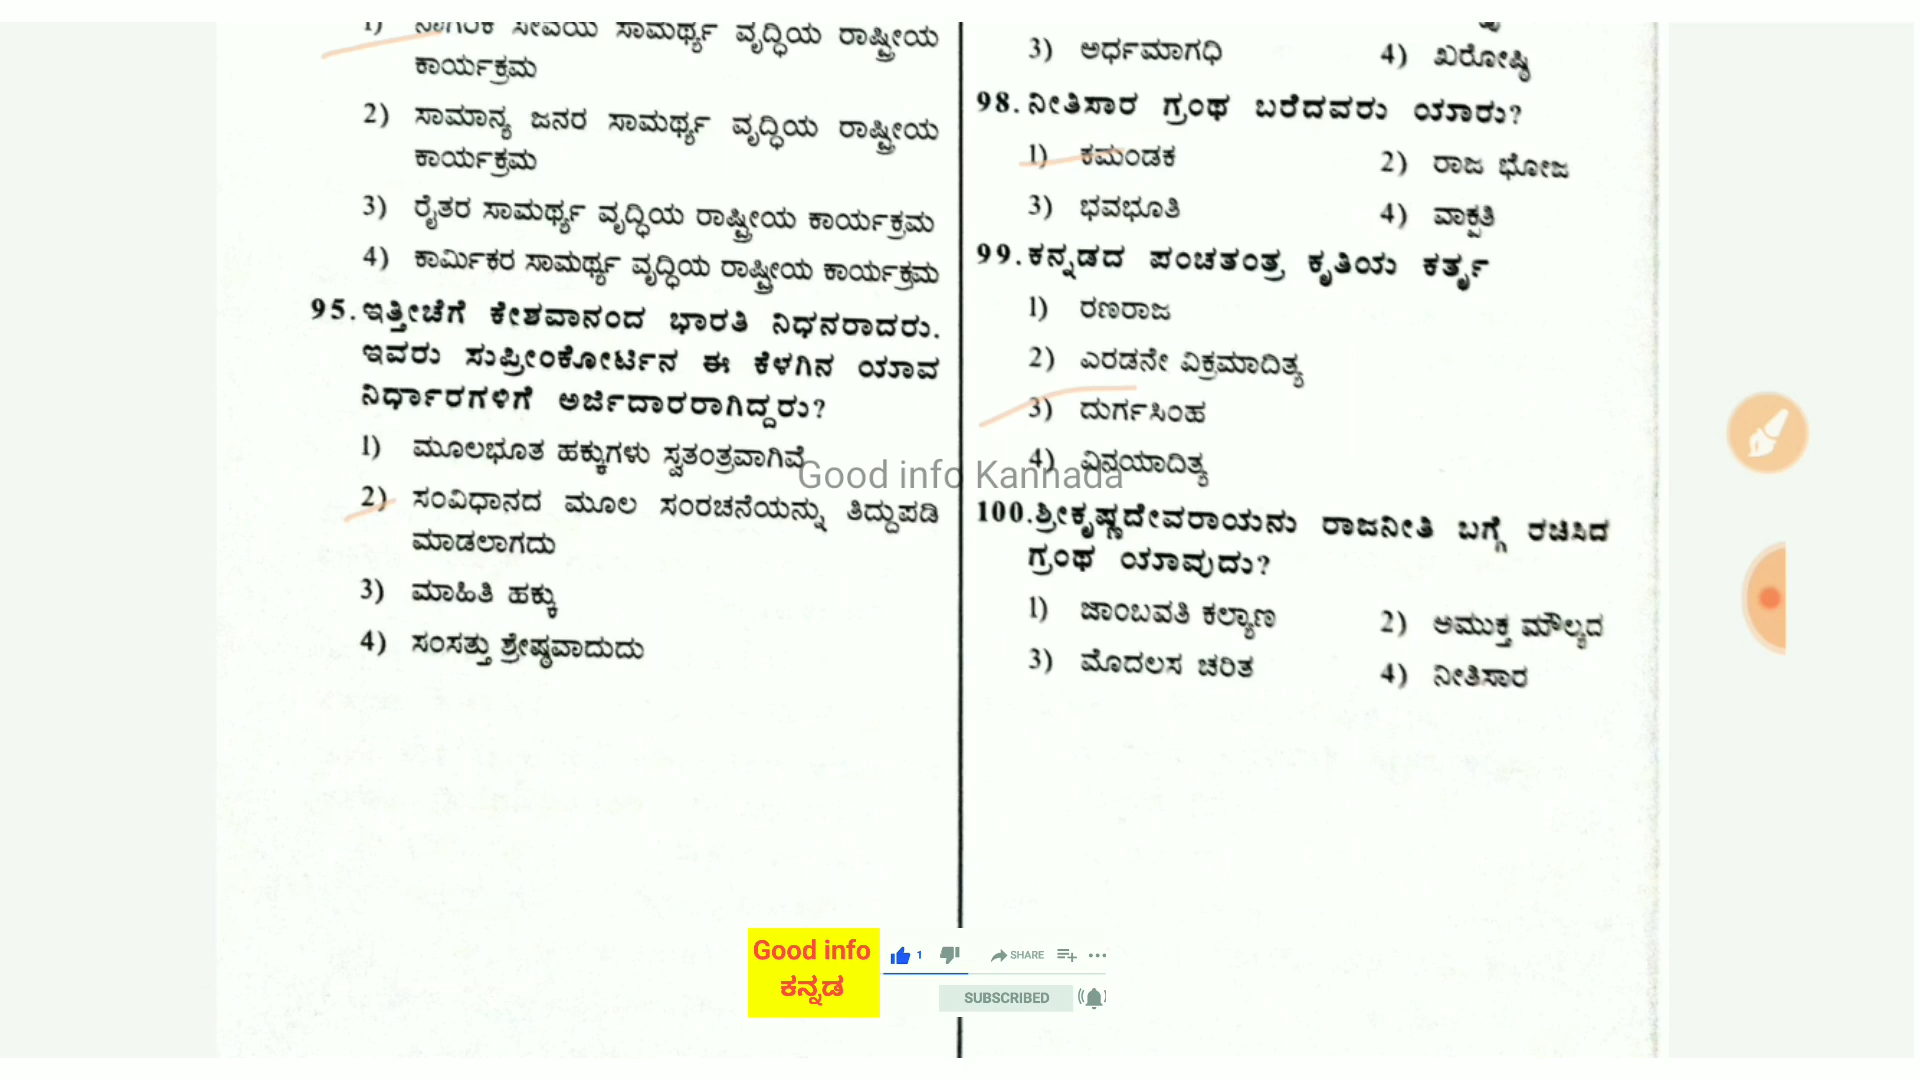 1) ನಾಗರಿಕ ಸೇವೆಯ ಸಾಮರ್ಥ್ಯ ವೃದ್ಧಿಯ ರಾಷ್ಟ್ರೀಯ
ಕಾರ್ಯಕ್ರಮ
2) ಸಾಮಾನ್ಯ ಜನರ ಸಾಮರ್ಥ್ಯ ವೃದ್ಧಿಯ ರಾಷ್ಟ್ರೀಯ
ಕಾರ್ಯಕ್ರಮ
3) ರೈತರ ಸಾಮರ್ಥ್ಯ ವೃದ್ಧಿಯ ರಾಷ್ಟ್ರೀಯ ಕಾರ್ಯಕ್ರಮ
4) ಕಾರ್ಮಿಕರ ಸಾಮರ್ಥ್ಯ ವೃದ್ಧಿಯ ರಾಷ್ಟ್ರೀಯ ಕಾರ್ಯಕ್ರಮ
95. ಇತ್ತೀಚೆಗೆ ಕೇಶವಾನಂದ ಭಾರತಿ ನಿಧನರಾದರು.
ಇವರು ಸುಪ್ರೀಂಕೋರ್ಟಿನ ಈ ಕೆಳಗಿನ ಯಾವ
ನಿರ್ಧಾರಗಳಿಗೆ ಅರ್ಜಿದಾರರಾಗಿದ್ದರು?
1) ಮೂಲಭೂತ ಹಕ್ಕುಗಳು ಸ್ವತಂತ್ರವಾಗಿವೆ
2) ಸಂವಿಧಾನದ ಮೂಲ ಸಂರಚನೆಯನ್ನು ತಿದ್ದುಪಡಿ
ಮಾಡಲಾಗದು
3) ಮಾಹಿತಿ ಹಕ್ಕು
4) ಸಂಸತ್ತು ಶ್ರೇಷ್ಠವಾದುದು
3) ಅರ್ಧಮಾಗಧಿ 4) ಖರೋಷ್ಠಿ
98. ನೀತಿಸಾರ ಗ್ರಂಥ ಬರೆದವರು ಯಾರು?
1) ಕಮಂಡಕ 2) ರಾಜ ಭೋಜ
3) ಭವಭೂತಿ 4) ವಾಕ್ಪತಿ
99. ಕನ್ನಡದ ಪಂಚತಂತ್ರ ಕೃತಿಯ ಕರ್ತೃ
1) ರಣರಾಜ
2) ಎರಡನೇ ವಿಕ್ರಮಾದಿತ್ಯ
3) ದುರ್ಗಸಿಂಹ
4) ವಿನಯಾದಿತ್ಯ
100. ಶ್ರೀಕೃಷ್ಣದೇವರಾಯನು ರಾಜನೀತಿ ಬಗ್ಗೆ ರಚಿಸಿದ
ಗ್ರಂಥ ಯಾವುದು?
1) ಜಾಂಬವತಿ ಕಲ್ಯಾಣ 2) ಅಮುಕ್ತ ಮೌಲ್ಯದ
3) ಮೊದಲಸ ಚರಿತ 4) ನೀತಿಸಾರ
Good info Kannada
Good info
ಕನ್ನಡ
1 SHARE
SUBSCRIBED